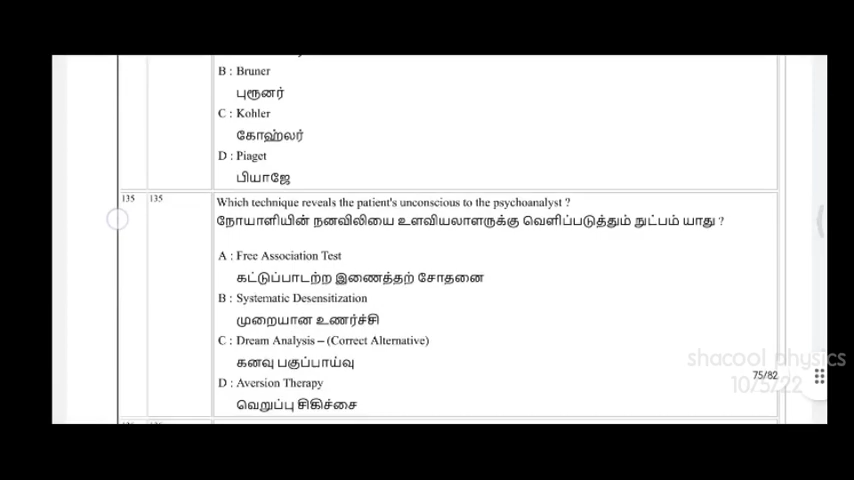 B : Bruner
புரூனர்
C : Kohler
கோஹ்லர்
D : Piaget
பியாஜே
135 135 Which technique reveals the patient's unconscious to the psychoanalyst ?
நோயாளியின் நனவிலியை உளவியலாளருக்கு வெளிப்படுத்தும் நுட்பம் யாது ?
A : Free Association Test
கட்டுப்பாடற்ற இணைத்தற் சோதனை
B : Systematic Desensitization
முறையான உணர்ச்சி
C : Dream Analysis – (Correct Alternative)
கனவு பகுப்பாய்வு
shacool physics
75/82
D : Aversion Therapy
10/5/22
வெறுப்பு சிகிச்சை